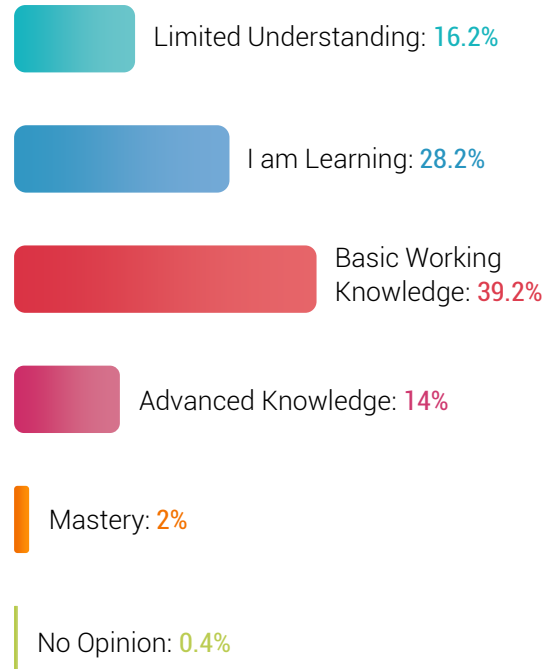 Limited Understanding: 16.2%
I am Learning: 28.2%
Basic Working
Knowledge: 39.2%
Advanced Knowledge: 14%
Mastery: 2%
No Opinion: 0.4%